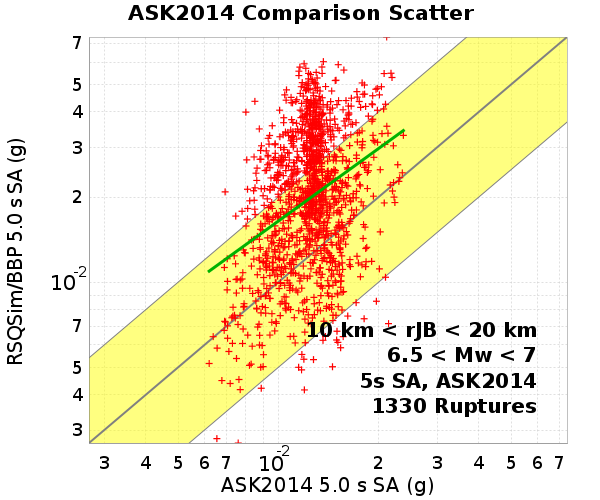 ASK2014 Comparison Scatter
RSQSim/BBP 5.0 s SA (g)
7
5
4
3
2
10-2
7
5
4
3
10 km < rJB < 20 km
6.5 < Mw < 7
5s SA, ASK2014
1330 Ruptures
3 4 5 6 7 10-2 2 3 4 5 6 7
ASK2014 5.0 s SA (g)